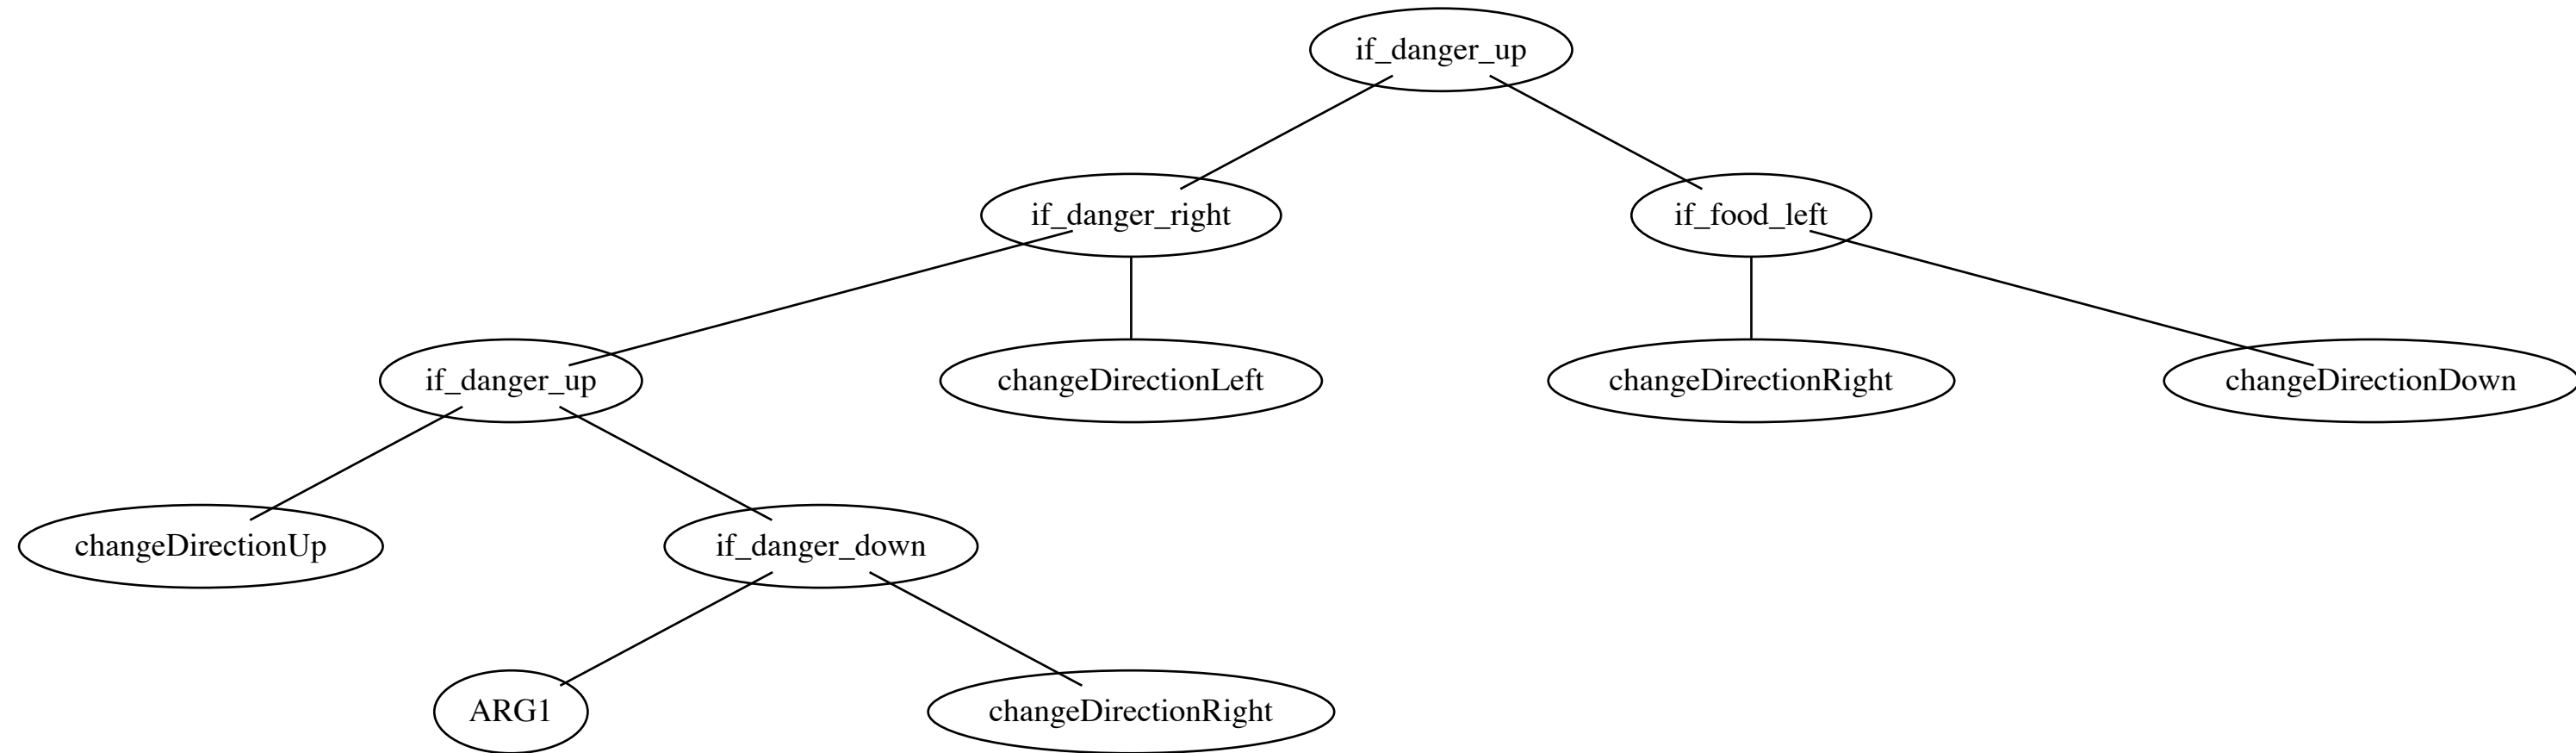 if_danger_up
if_danger_right
if_food_left
if_danger_up
changeDirectionLeft
changeDirectionRight
changeDirectionDown
changeDirectionUp
if_danger_down
ARG1
changeDirectionRight